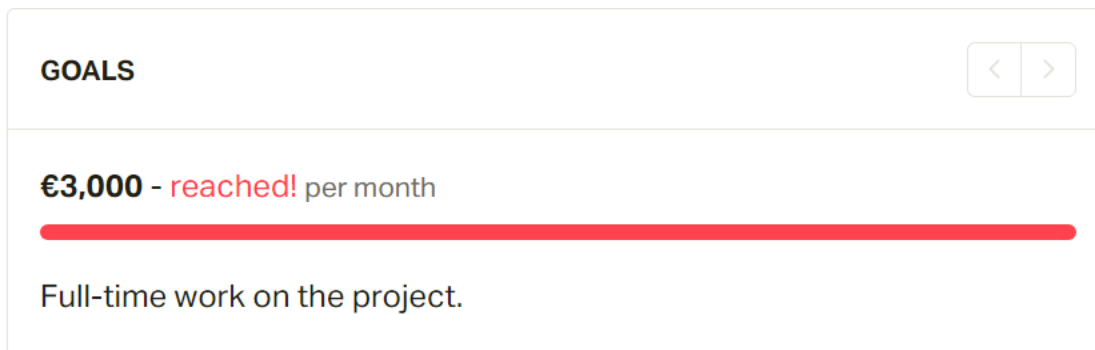 GOALS
€3,000 - reached! per month
Full-time work on the project.